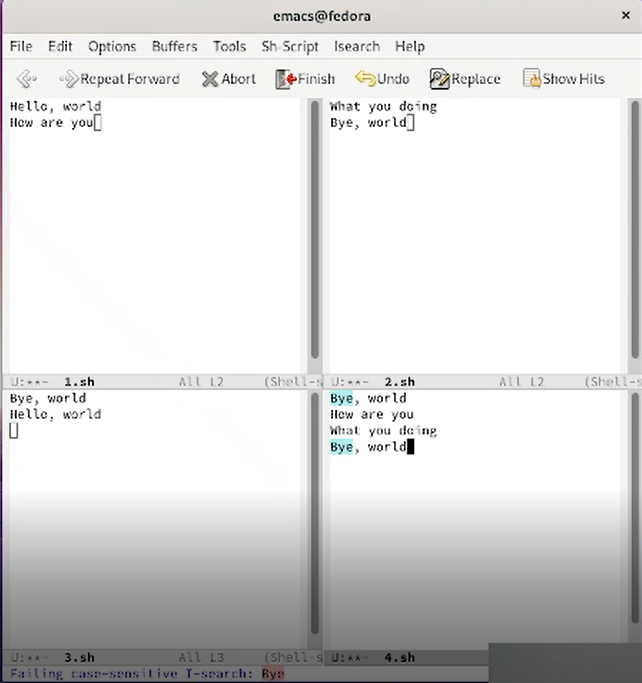 emacs@fedora ×
File Edit Options Buffers Tools Sh-Script Isearch Help
Repeat Forward Abort Finish Undo Replace Show Hits
Hello, world
How are you
What you doing
Bye, world
U:**- 1.sh All L2 (Shell-s
U:**- 2.sh All L2 (Shell-s
Bye, world
Hello, world
Bye, world
How are you
What you doing
Bye, world
U:**- 3.sh All L3 (Shell-s
U:**- 4.sh
Failing case-sensitive I-search: Bye